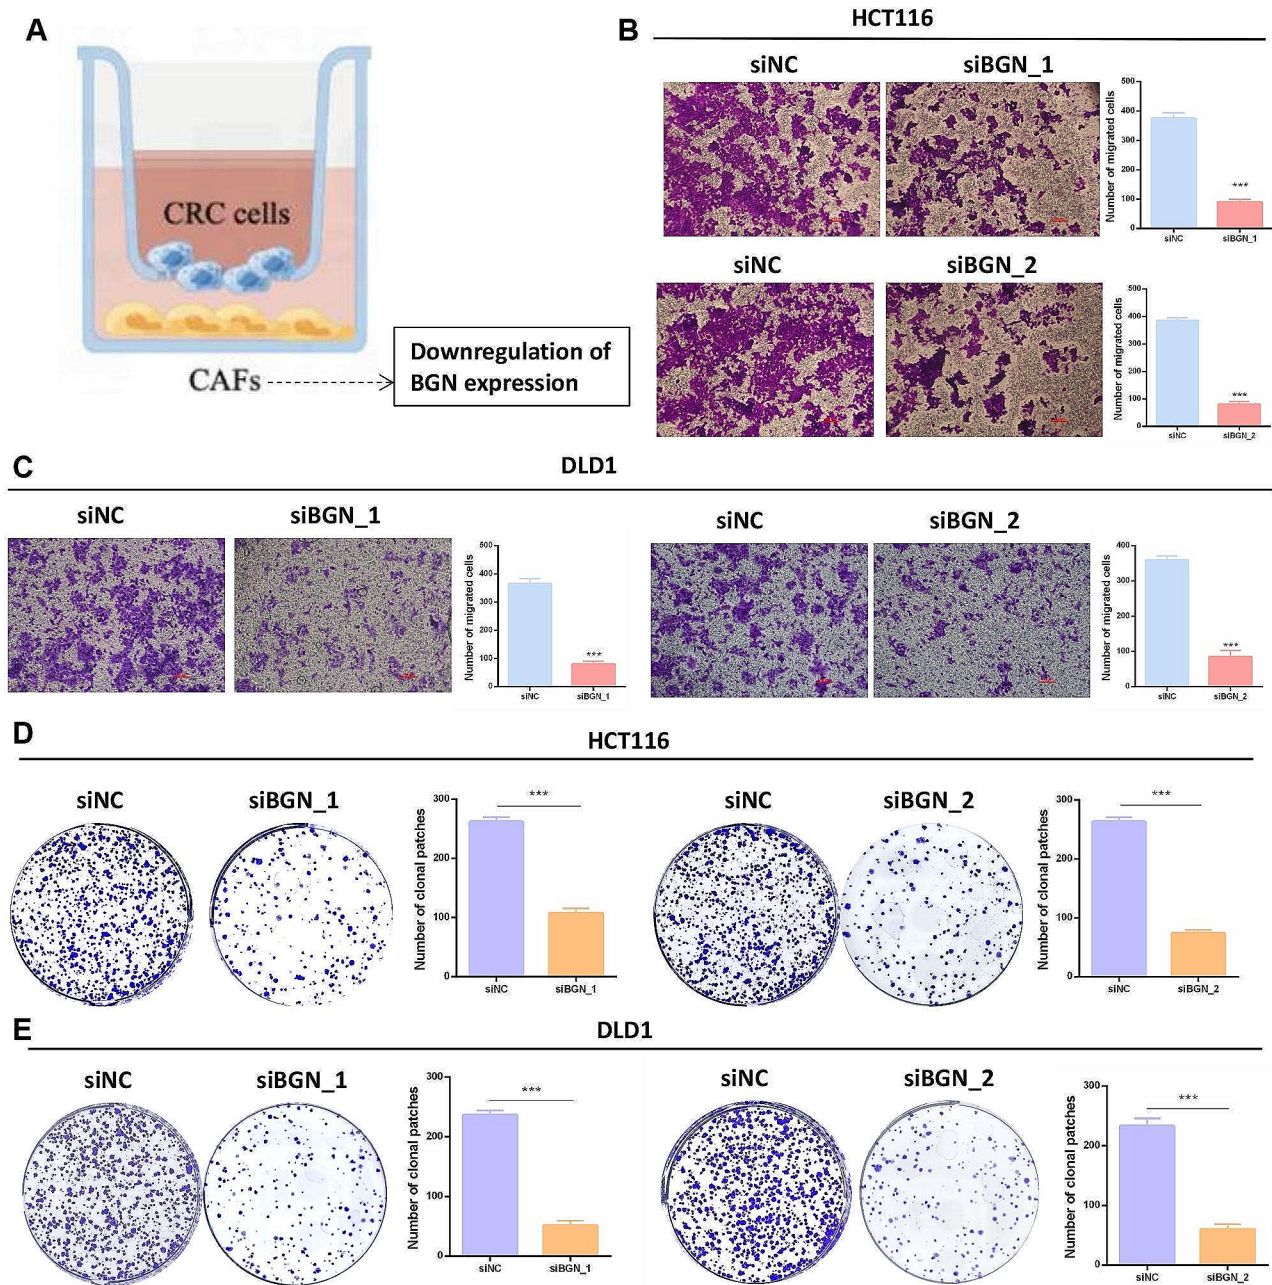 A
CRC cells
CAFs
Downregulation of
BGN expression
B
HCT116
siNC
siBGN_1
Number of migrated cells
500
400
300
200
100
0
***
siNC
siBGN_1
siNC
siBGN_2
Number of migrated cells
500
400
300
200
100
0
***
siNC
siBGN_2
C
DLD1
siNC
siBGN_1
Number of migrated cells
500
400
300
200
100
0
***
siNC
siBGN_1
siNC
siBGN_2
Number of migrated cells
400
300
200
100
0
***
siNC
siBGN_2
D
HCT116
siNC
siBGN_1
Number of clonal patches
300
200
100
0
***
siNC
siBGN_1
siNC
siBGN_2
Number of clonal patches
300
200
100
0
***
siNC
siBGN_2
E
DLD1
siNC
siBGN_1
Number of clonal patches
300
200
100
0
***
siNC
siBGN_1
siNC
siBGN_2
Number of clonal patches
300
200
100
0
***
siNC
siBGN_2